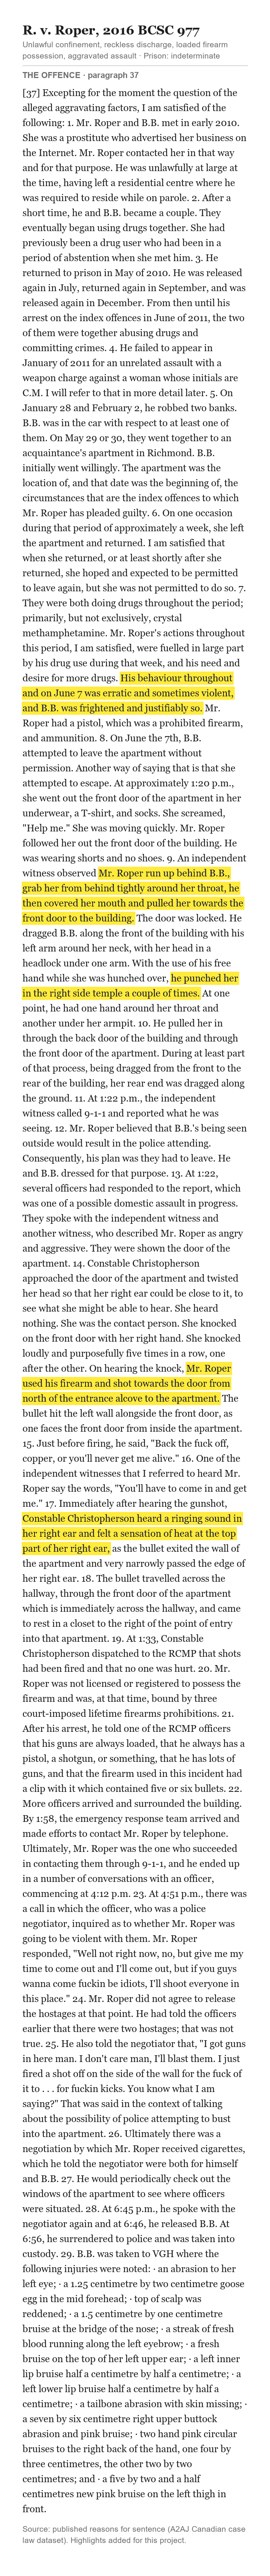 R. v. Roper, 2016 BCSC 977
Unlawful confinement, reckless discharge, loaded firearm
possession, aggravated assault · Prison: indeterminate
THE OFFENCE · paragraph 37
[37] Excepting for the moment the question of the
alleged aggravating factors, I am satisfied of the
following: 1. Mr. Roper and B.B. met in early 2010.
She was a prostitute who advertised her business on
the Internet. Mr. Roper contacted her in that way
and for that purpose. He was unlawfully at large at
the time, having left a residential centre where he
was required to reside while on parole. 2. After a
short time, he and B.B. became a couple. They
eventually began using drugs together. She had
previously been a drug user who had been in a
period of abstention when she met him. 3. He
returned to prison in May of 2010. He was released
again in July, returned again in September, and was
released again in December. From then until his
arrest on the index offences in June of 2011, the two
of them were together abusing drugs and
committing crimes. 4. He failed to appear in
January of 2011 for an unrelated assault with a
weapon charge against a woman whose initials are
C.M. I will refer to that in more detail later. 5. On
January 28 and February 2, he robbed two banks.
B.B. was in the car with respect to at least one of
them. On May 29 or 30, they went together to an
acquaintance's apartment in Richmond. B.B.
initially went willingly. The apartment was the
location of, and that date was the beginning of, the
circumstances that are the index offences to which
Mr. Roper has pleaded guilty. 6. On one occasion
during that period of approximately a week, she left
the apartment and returned. I am satisfied that
when she returned, or at least shortly after she
returned, she hoped and expected to be permitted
to leave again, but she was not permitted to do so. 7.
They were both doing drugs throughout the period;
primarily, but not exclusively, crystal
methamphetamine. Mr. Roper's actions throughout
this period, I am satisfied, were fuelled in large part
by his drug use during that week, and his need and
desire for more drugs. His behaviour throughout
and on June 7 was erratic and sometimes violent,
and B.B. was frightened and justifiably so. Mr.
Roper had a pistol, which was a prohibited firearm,
and ammunition. 8. On June the 7th, B.B.
attempted to leave the apartment without
permission. Another way of saying that is that she
attempted to escape. At approximately 1:20 p.m.,
she went out the front door of the apartment in her
underwear, a T-shirt, and socks. She screamed,
"Help me." She was moving quickly. Mr. Roper
followed her out the front door of the building. He
was wearing shorts and no shoes. 9. An independent
witness observed Mr. Roper run up behind B.B.,
grab her from behind tightly around her throat, he
then covered her mouth and pulled her towards the
front door to the building. The door was locked. He
dragged B.B. along the front of the building with his
left arm around her neck, with her head in a
headlock under one arm. With the use of his free
hand while she was hunched over, he punched her
in the right side temple a couple of times. At one
point, he had one hand around her throat and
another under her armpit. 10. He pulled her in
through the back door of the building and through
the front door of the apartment. During at least part
of that process, being dragged from the front to the
rear of the building, her rear end was dragged along
the ground. 11. At 1:22 p.m., the independent
witness called 9-1-1 and reported what he was
seeing. 12. Mr. Roper believed that B.B.'s being seen
outside would result in the police attending.
Consequently, his plan was they had to leave. He
and B.B. dressed for that purpose. 13. At 1:22,
several officers had responded to the report, which
was one of a possible domestic assault in progress.
They spoke with the independent witness and
another witness, who described Mr. Roper as angry
and aggressive. They were shown the door of the
apartment. 14. Constable Christopherson
approached the door of the apartment and twisted
her head so that her right ear could be close to it, to
see what she might be able to hear. She heard
nothing. She was the contact person. She knocked
on the front door with her right hand. She knocked
loudly and purposefully five times in a row, one
after the other. On hearing the knock, Mr. Roper
used his firearm and shot towards the door from
north of the entrance alcove to the apartment. The
bullet hit the left wall alongside the front door, as
one faces the front door from inside the apartment.
15. Just before firing, he said, "Back the fuck off,
copper, or you'll never get me alive." 16. One of the
independent witnesses that I referred to heard Mr.
Roper say the words, "You'll have to come in and get
me." 17. Immediately after hearing the gunshot,
Constable Christopherson heard a ringing sound in
her right ear and felt a sensation of heat at the top
part of her right ear, as the bullet exited the wall of
the apartment and very narrowly passed the edge of
her right ear. 18. The bullet travelled across the
hallway, through the front door of the apartment
which is immediately across the hallway, and came
to rest in a closet to the right of the point of entry
into that apartment. 19. At 1:33, Constable
Christopherson dispatched to the RCMP that shots
had been fired and that no one was hurt. 20. Mr.
Roper was not licensed or registered to possess the
firearm and was, at that time, bound by three
court-imposed lifetime firearms prohibitions. 21.
After his arrest, he told one of the RCMP officers
that his guns are always loaded, that he always has a
pistol, a shotgun, or something, that he has lots of
guns, and that the firearm used in this incident had
a clip with it which contained five or six bullets. 22.
More officers arrived and surrounded the building.
By 1:58, the emergency response team arrived and
made efforts to contact Mr. Roper by telephone.
Ultimately, Mr. Roper was the one who succeeded
in contacting them through 9-1-1, and he ended up
in a number of conversations with an officer,
commencing at 4:12 p.m. 23. At 4:51 p.m., there was
a call in which the officer, who was a police
negotiator, inquired as to whether Mr. Roper was
going to be violent with them. Mr. Roper
responded, "Well not right now, no, but give me my
time to come out and I'll come out, but if you guys
wanna come fuckin be idiots, I'll shoot everyone in
this place." 24. Mr. Roper did not agree to release
the hostages at that point. He had told the officers
earlier that there were two hostages; that was not
true. 25. He also told the negotiator that, "I got guns
in here man. I don't care man, I'll blast them. I just
fired a shot off on the side of the wall for the fuck of
it to . . . for fuckin kicks. You know what I am
saying?" That was said in the context of talking
about the possibility of police attempting to bust
into the apartment. 26. Ultimately there was a
negotiation by which Mr. Roper received cigarettes,
which he told the negotiator were both for himself
and B.B. 27. He would periodically check out the
windows of the apartment to see where officers
were situated. 28. At 6:45 p.m., he spoke with the
negotiator again and at 6:46, he released B.B. At
6:56, he surrendered to police and was taken into
custody. 29. B.B. was taken to VGH where the
following injuries were noted: · an abrasion to her
left eye; · a 1.25 centimetre by two centimetre goose
egg in the mid forehead; · top of scalp was
reddened; · a 1.5 centimetre by one centimetre
bruise at the bridge of the nose; · a streak of fresh
blood running along the left eyebrow; · a fresh
bruise on the top of her left upper ear; · a left inner
lip bruise half a centimetre by half a centimetre; · a
left lower lip bruise half a centimetre by half a
centimetre; · a tailbone abrasion with skin missing; ·
a seven by six centimetre right upper buttock
abrasion and pink bruise; · two hand pink circular
bruises to the right back of the hand, one four by
three centimetres, the other two by two
centimetres; and · a five by two and a half
centimetres new pink bruise on the left thigh in
front.
Source: published reasons for sentence (A2AJ Canadian case
law dataset). Highlights added for this project.